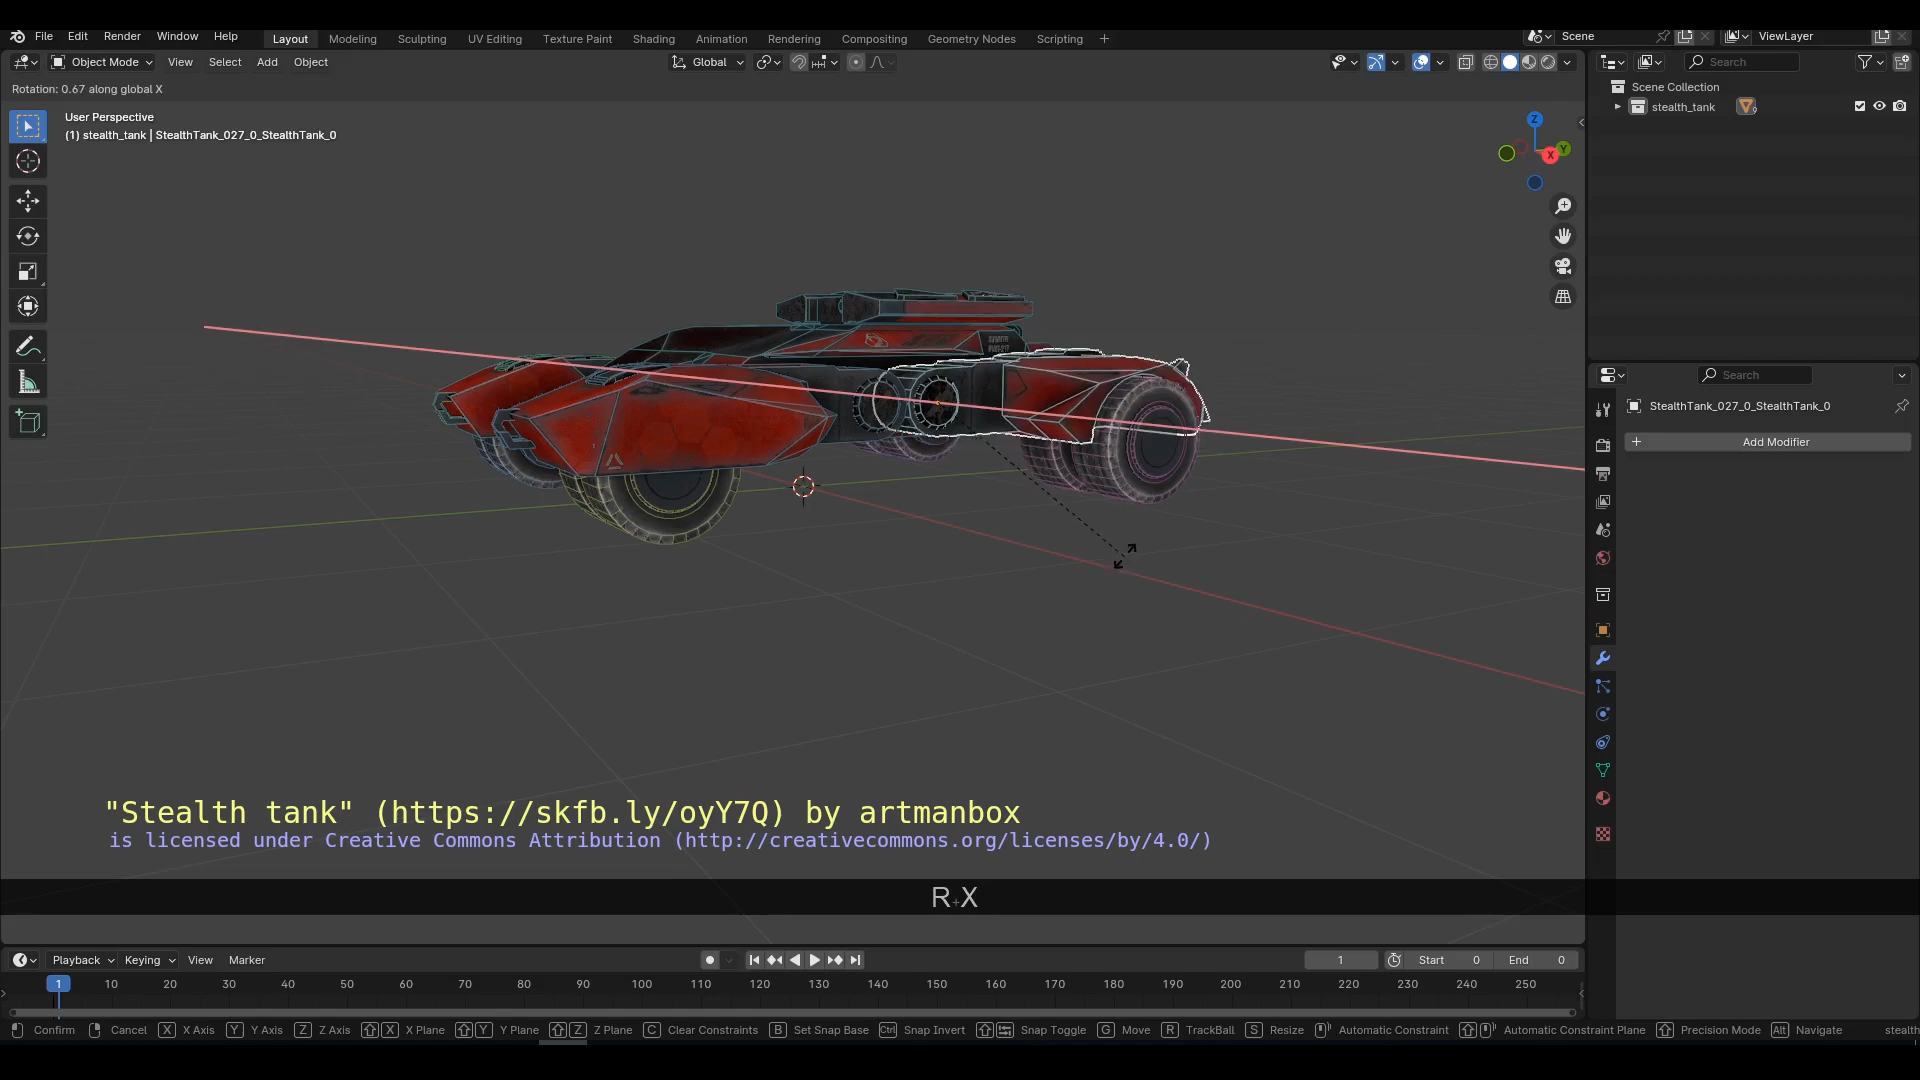 File Edit Render Window Help
Layout Modeling Sculpting UV Editing Texture Paint Shading Animation Rendering Compositing Geometry Nodes Scripting +
Scene
ViewLayer
Object Mode View Select Add Object
Global
Search
Rotation: 0.67 along global X
Scene Collection
stealth_tank
User Perspective
(1) stealth_tank | StealthTank_027_0_StealthTank_0
Z
Y
X
Search
StealthTank_027_0_StealthTank_0
+ Add Modifier
"Stealth tank" (https://skfb.ly/oyY7Q) by artmanbox
is licensed under Creative Commons Attribution (http://creativecommons.org/licenses/by/4.0/)
R+X
Playback Keying View Marker
1
Start 0 End 0
1 10 20 30 40 50 60 70 80 90 100 110 120 130 140 150 160 170 180 190 200 210 220 230 240 250
Confirm Cancel X X Axis Y Y Axis Z Z Axis X X Plane Y Y Plane Z Z Plane C Clear Constraints B Set Snap Base Ctrl Snap Invert Snap Toggle G Move R TrackBall S Resize Automatic Constraint Automatic Constraint Plane Precision Mode Alt Navigate stealth